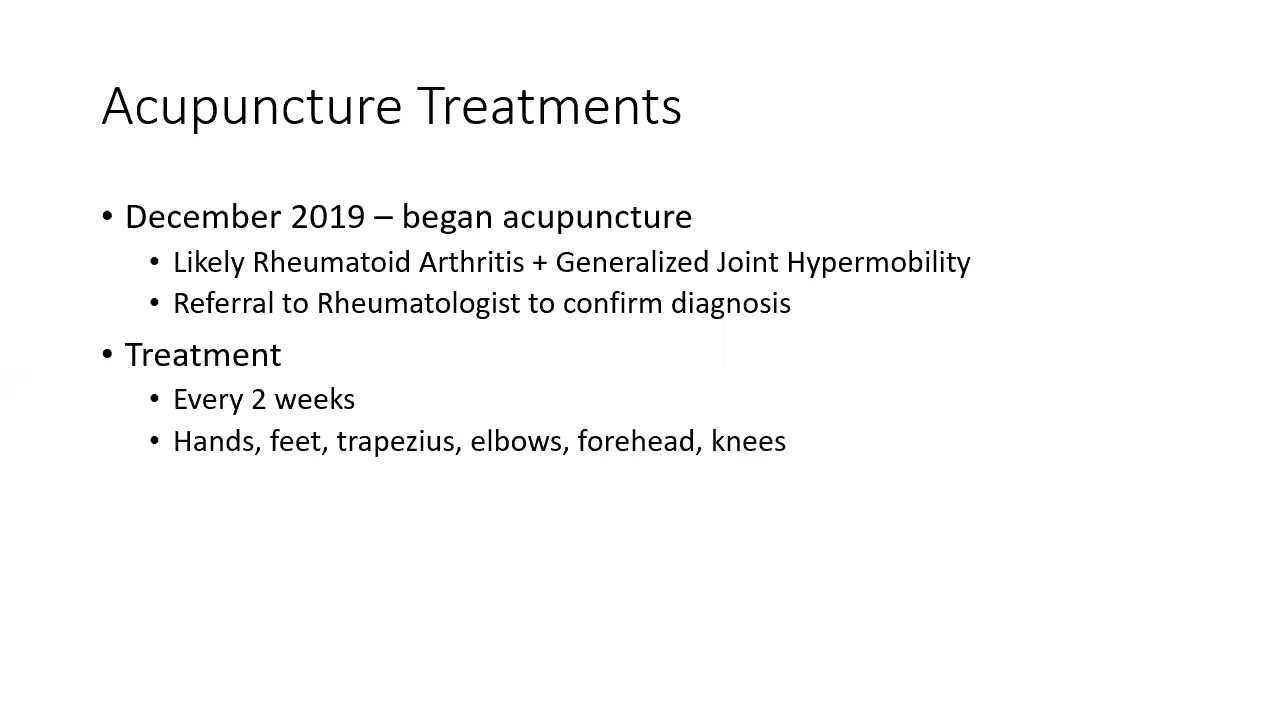 Acupuncture Treatments
• December 2019 – began acupuncture
• Likely Rheumatoid Arthritis + Generalized Joint Hypermobility
• Referral to Rheumatologist to confirm diagnosis
• Treatment
• Every 2 weeks
• Hands, feet, trapezius, elbows, forehead, knees